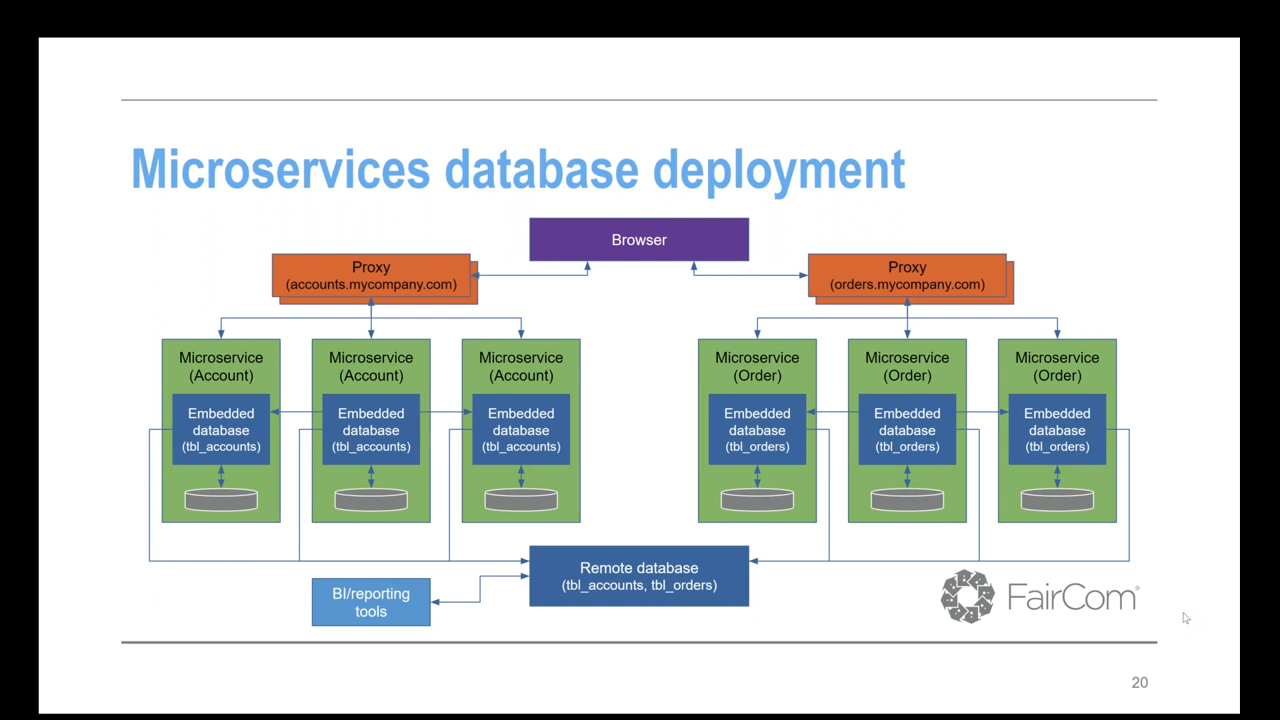 Microservices database deployment
Browser
Proxy
(accounts.mycompany.com)
Proxy
(orders.mycompany.com)
Microservice
(Account)
Microservice
(Account)
Microservice
(Account)
Microservice
(Order)
Microservice
(Order)
Microservice
(Order)
Embedded
database
(tbl_accounts)
Embedded
database
(tbl_accounts)
Embedded
database
(tbl_accounts)
Embedded
database
(tbl_orders)
Embedded
database
(tbl_orders)
Embedded
database
(tbl_orders)
Remote database
(tbl_accounts, tbl_orders)
BI/reporting
tools
FairCom®
20